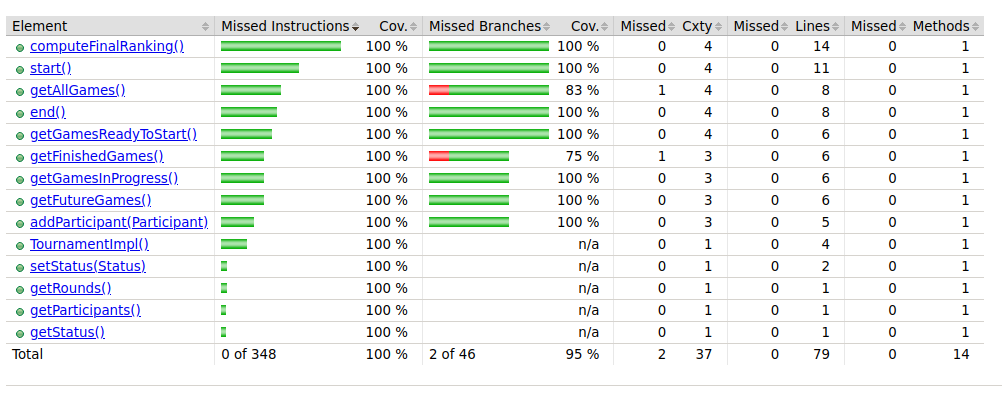 Element Missed Instructions Cov. Missed Branches Cov. Missed Cxty Missed Lines Missed Methods
computeFinalRanking() 100 % 100 % 0 4 0 14 0 1
start() 100 % 100 % 0 4 0 11 0 1
getAllGames() 100 % 83 % 1 4 0 8 0 1
end() 100 % 100 % 0 4 0 8 0 1
getGamesReadyToStart() 100 % 100 % 0 4 0 6 0 1
getFinishedGames() 100 % 75 % 1 3 0 6 0 1
getGamesInProgress() 100 % 100 % 0 3 0 6 0 1
getFutureGames() 100 % 100 % 0 3 0 6 0 1
addParticipant(Participant) 100 % 100 % 0 3 0 5 0 1
TournamentImpl() 100 % n/a 0 1 0 4 0 1
setStatus(Status) 100 % n/a 0 1 0 2 0 1
getRounds() 100 % n/a 0 1 0 1 0 1
getParticipants() 100 % n/a 0 1 0 1 0 1
getStatus() 100 % n/a 0 1 0 1 0 1
Total 0 of 348 100 % 2 of 46 95 % 2 37 0 79 0 14